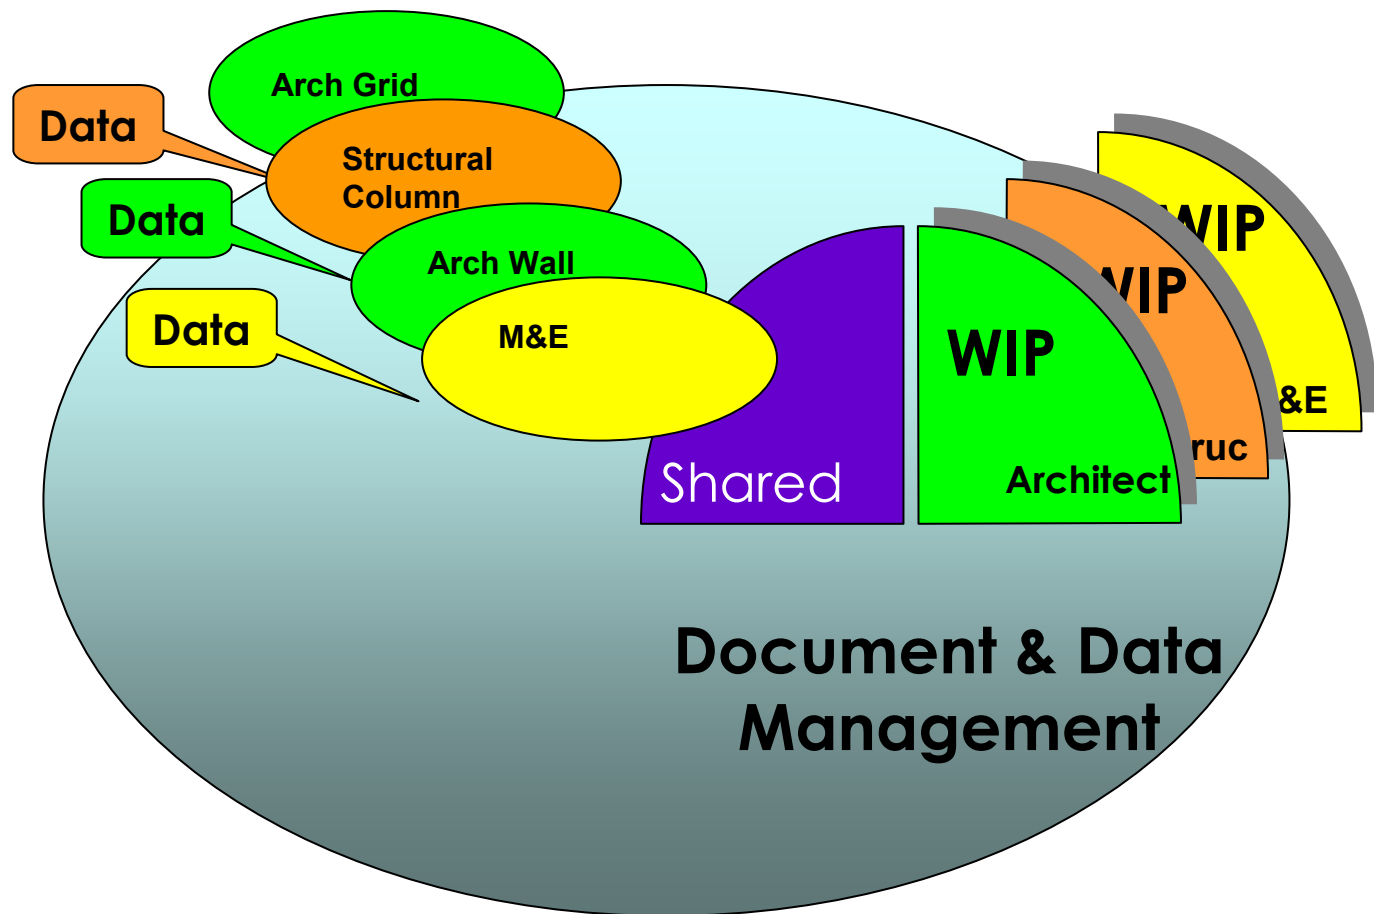 Arch Grid
Data
Structural
Column
Data
Arch Wall
Data
M&E
WIP
WIP
WIP
&E
ruc
Architect
Shared
Document & Data
Management